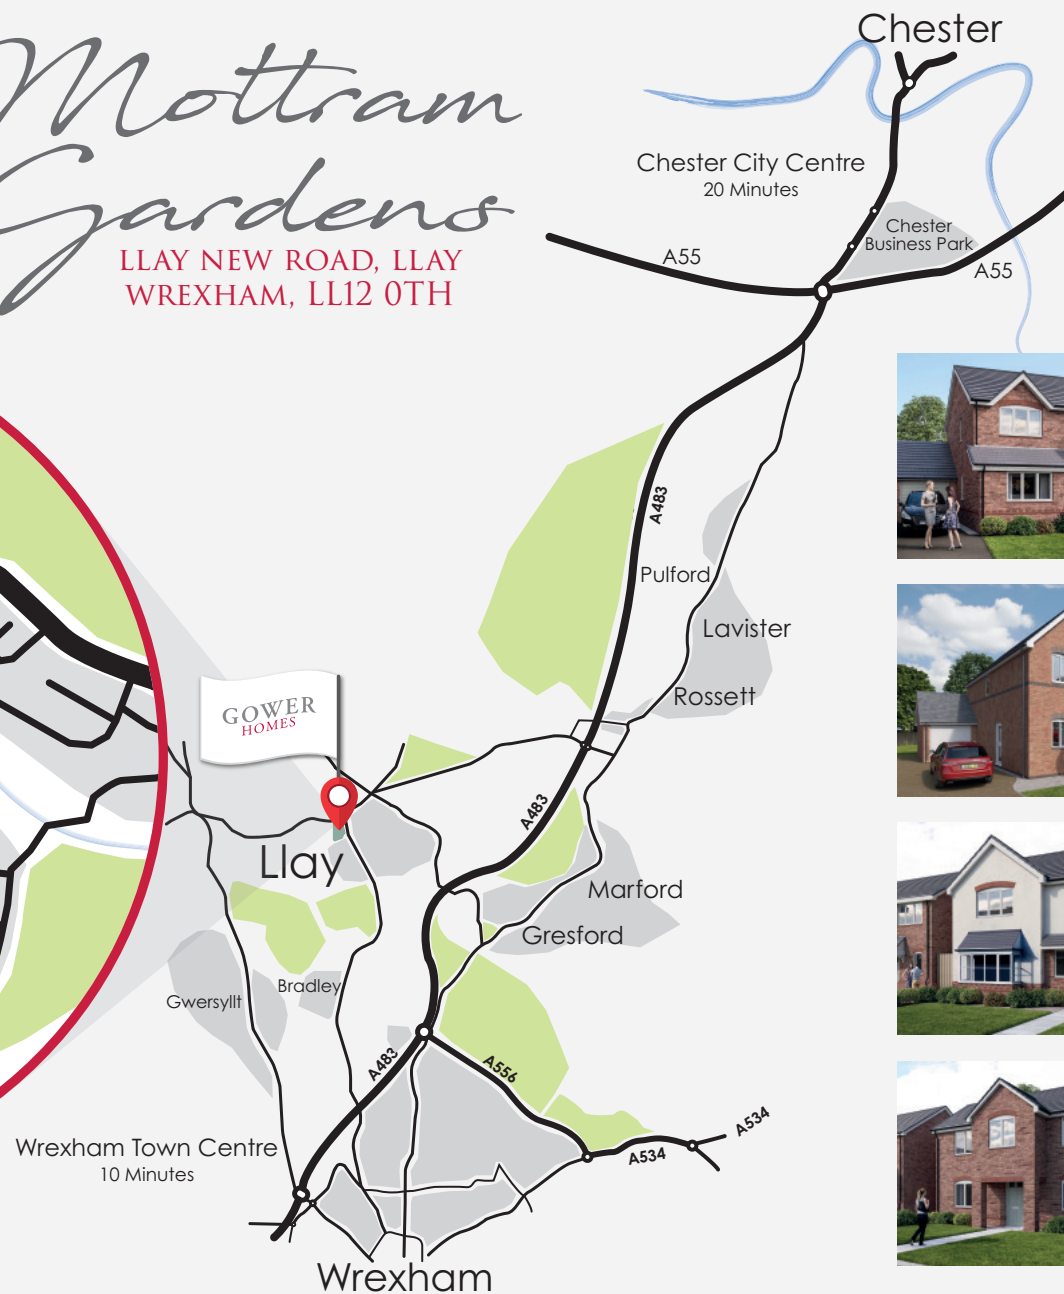 Mottram
Gardens
LLAY NEW ROAD, LLAY
WREXHAM, LL12 0TH
Chester
Chester City Centre
20 Minutes
Chester
Business Park
A55
A55
A483
Pulford
Lavister
Rossett
GOWER
HOMES
A483
Llay
Marford
Gresford
Bradley
Gwersyllt
A483
A556
A534
A534
Wrexham Town Centre
10 Minutes
Wrexham